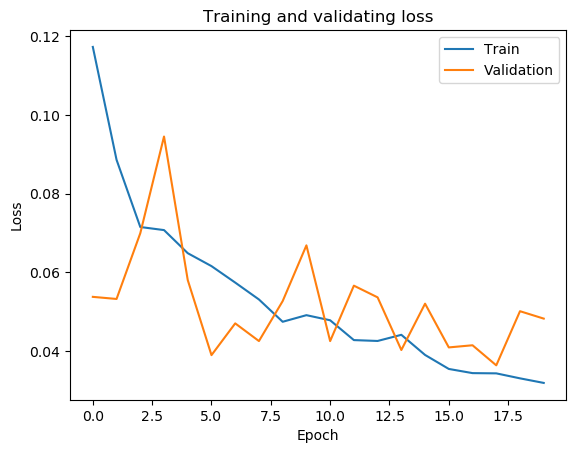 Training and validating loss
Train
Validation
Loss
0.12
0.10
0.08
0.06
0.04
0.0 2.5 5.0 7.5 10.0 12.5 15.0 17.5
Epoch